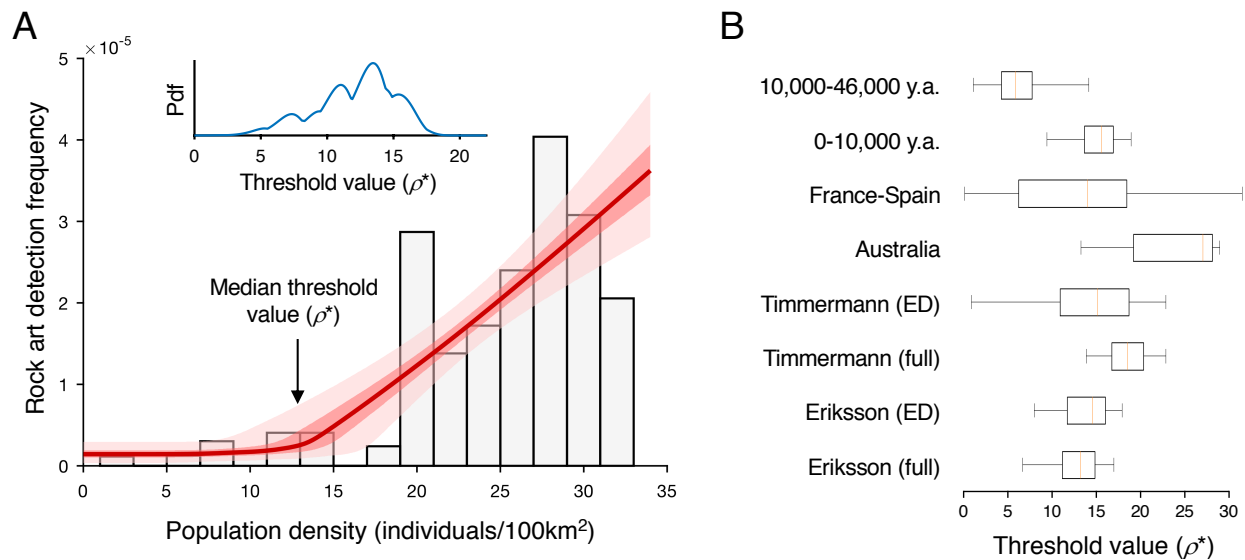 A
×10⁻⁵
5
4
3
2
1
0
Rock art detection frequency
0 5 10 15 20 25 30 35
Population density (individuals/100km²)
Pdf
0 5 10 15 20
Threshold value (ρ*)
Median threshold
value (ρ*)
B
10,000-46,000 y.a.
0-10,000 y.a.
France-Spain
Australia
Timmermann (ED)
Timmermann (full)
Eriksson (ED)
Eriksson (full)
0 5 10 15 20 25 30
Threshold value (ρ*)